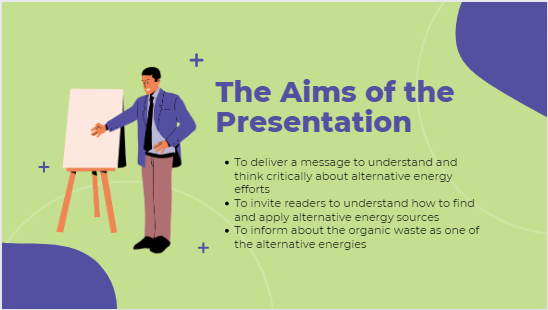 The Aims of the
Presentation
• To deliver a message to understand and
think critically about alternative energy
efforts
• To invite readers to understand how to find
and apply alternative energy sources
• To inform about the organic waste as one of
the alternative energies